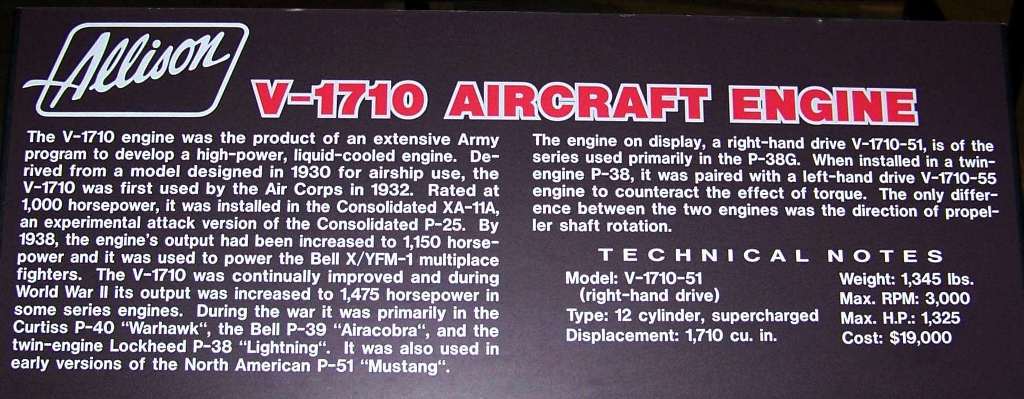 Allison
V-1710 AIRCRAFT ENGINE
The V-1710 engine was the product of an extensive Army
program to develop a high-power, liquid-cooled engine. De-
rived from a model designed in 1930 for airship use, the
V-1710 was first used by the Air Corps in 1932. Rated at
1,000 horsepower, it was installed in the Consolidated XA-11A,
an experimental attack version of the Consolidated P-25. By
1938, the engine's output had been increased to 1,150 horse-
power and it was used to power the Bell X/YFM-1 multiplace
fighters. The V-1710 was continually improved and during
World War II its output was increased to 1,475 horsepower in
some series engines. During the war it was primarily in the
Curtiss P-40 “Warhawk“, the Bell P-39 “Airacobra“, and the
twin-engine Lockheed P-38 “Lightning“. It was also used in
early versions of the North American P-51 “Mustang“.
The engine on display, a right-hand drive V-1710-51, is of the
series used primarily in the P-38G. When installed in a twin-
engine P-38, it was paired with a left-hand drive V-1710-55
engine to counteract the effect of torque. The only differ-
ence between the two engines was the direction of propel-
ler shaft rotation.
TECHNICAL NOTES
Model: V-1710-51
(right-hand drive)
Type: 12 cylinder, supercharged
Displacement: 1,710 cu. in.
Weight: 1,345 lbs.
Max. RPM: 3,000
Max. H.P.: 1,325
Cost: $19,000